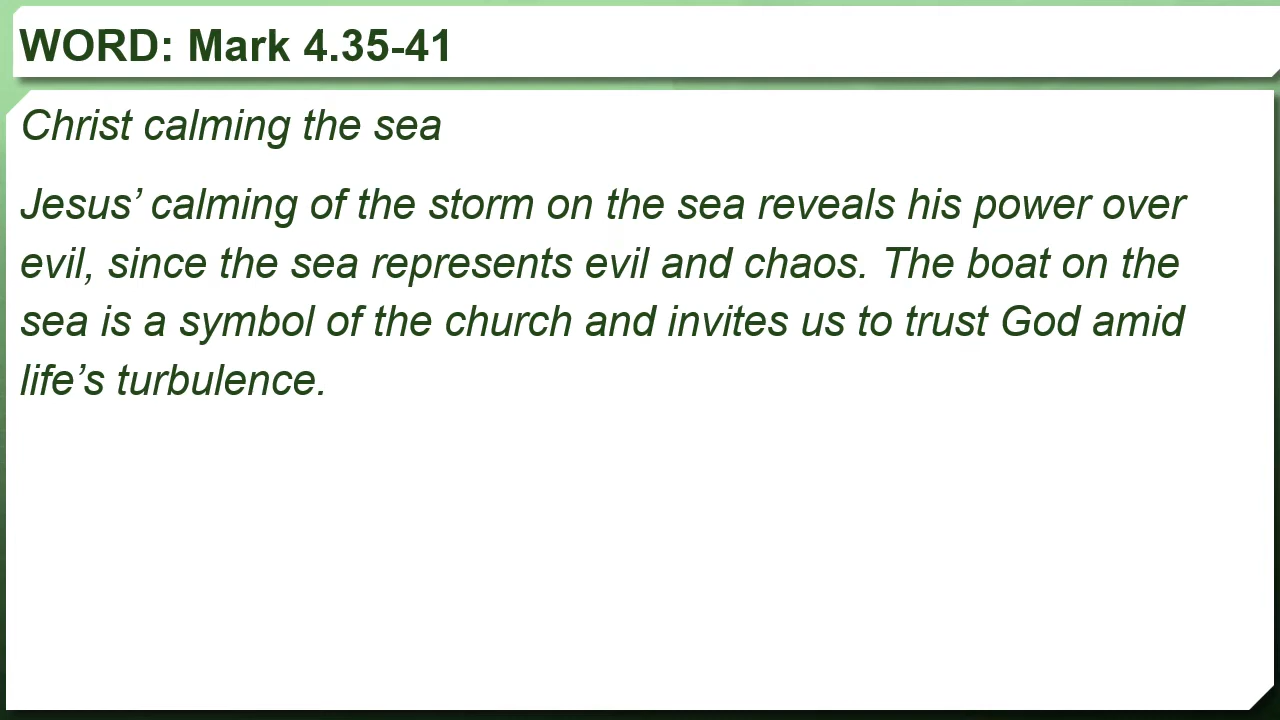 WORD: Mark 4.35-41
Christ calming the sea
Jesus’ calming of the storm on the sea reveals his power over
evil, since the sea represents evil and chaos. The boat on the
sea is a symbol of the church and invites us to trust God amid
life’s turbulence.